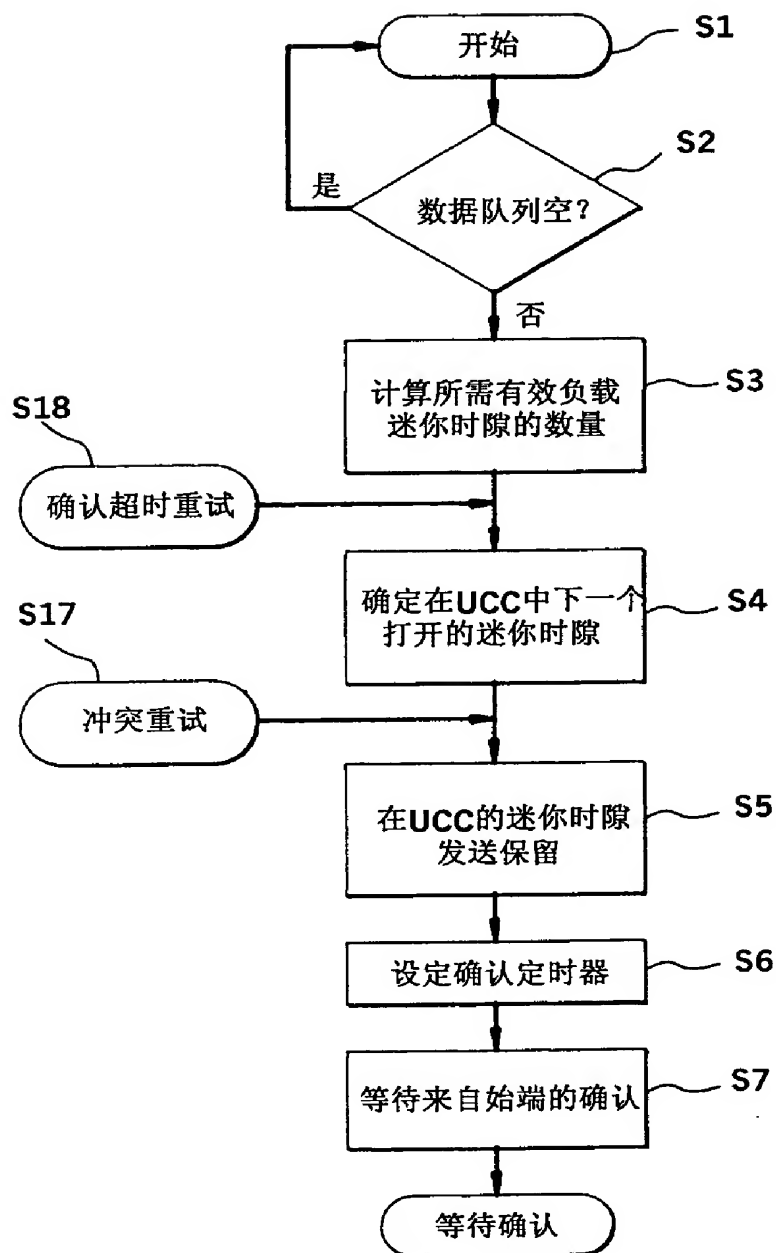 开始
S1
S2
是
数据队列空?
否
计算所需有效负载
迷你时隙的数量
S3
S18
确认超时重试
确定在UCC中下一个
打开的迷你时隙
S4
S17
冲突重试
在UCC的迷你时隙
发送保留
S5
设定确认定时器
S6
等待来自始端的确认
S7
等待确认